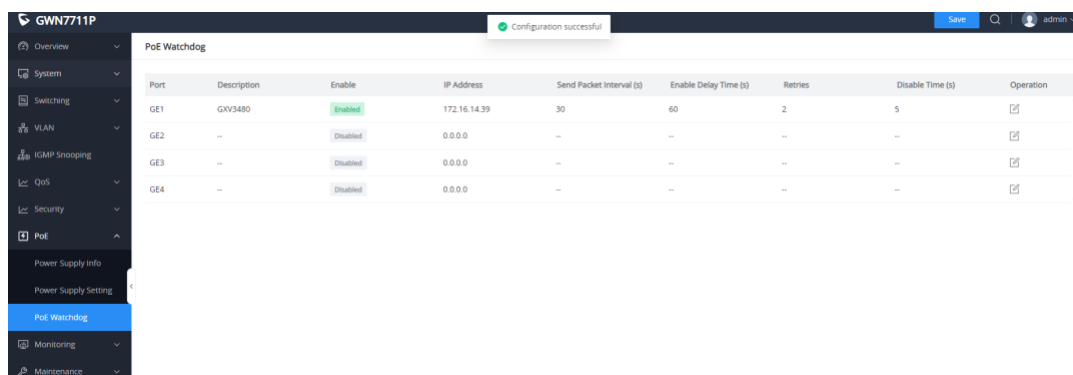 GWN7711P
Configuration successful
Save
admin
Overview
System
Switching
VLAN
IGMP Snooping
QoS
Security
PoE
Power Supply Info
Power Supply Setting
PoE Watchdog
Monitoring
Maintenance
PoE Watchdog
Port Description Enable IP Address Send Packet Interval (s) Enable Delay Time (s) Retries Disable Time (s) Operation
GE1 GXV3480 Enabled 172.16.14.39 30 60 2 5
GE2 -- Disabled 0.0.0.0 -- -- -- --
GE3 -- Disabled 0.0.0.0 -- -- -- --
GE4 -- Disabled 0.0.0.0 -- -- -- --